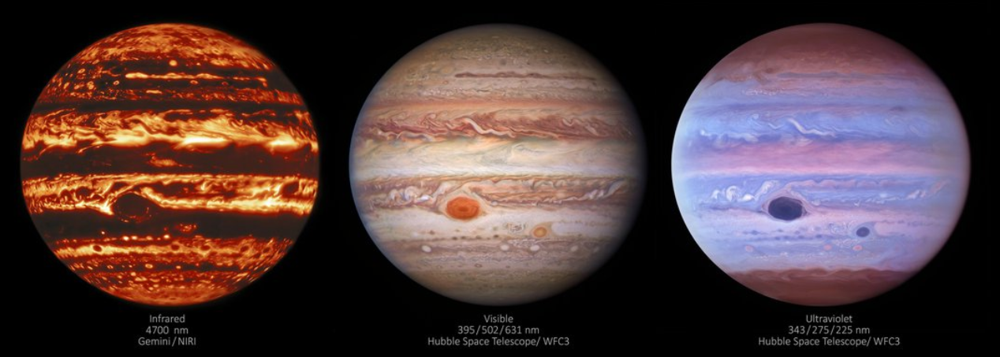 Infrared
4700 nm
Gemini/NIRI
Visible
395/502/631 nm
Hubble Space Telescope/ WFC3
Ultraviolet
343/275/225 nm
Hubble Space Telescope/ WFC3